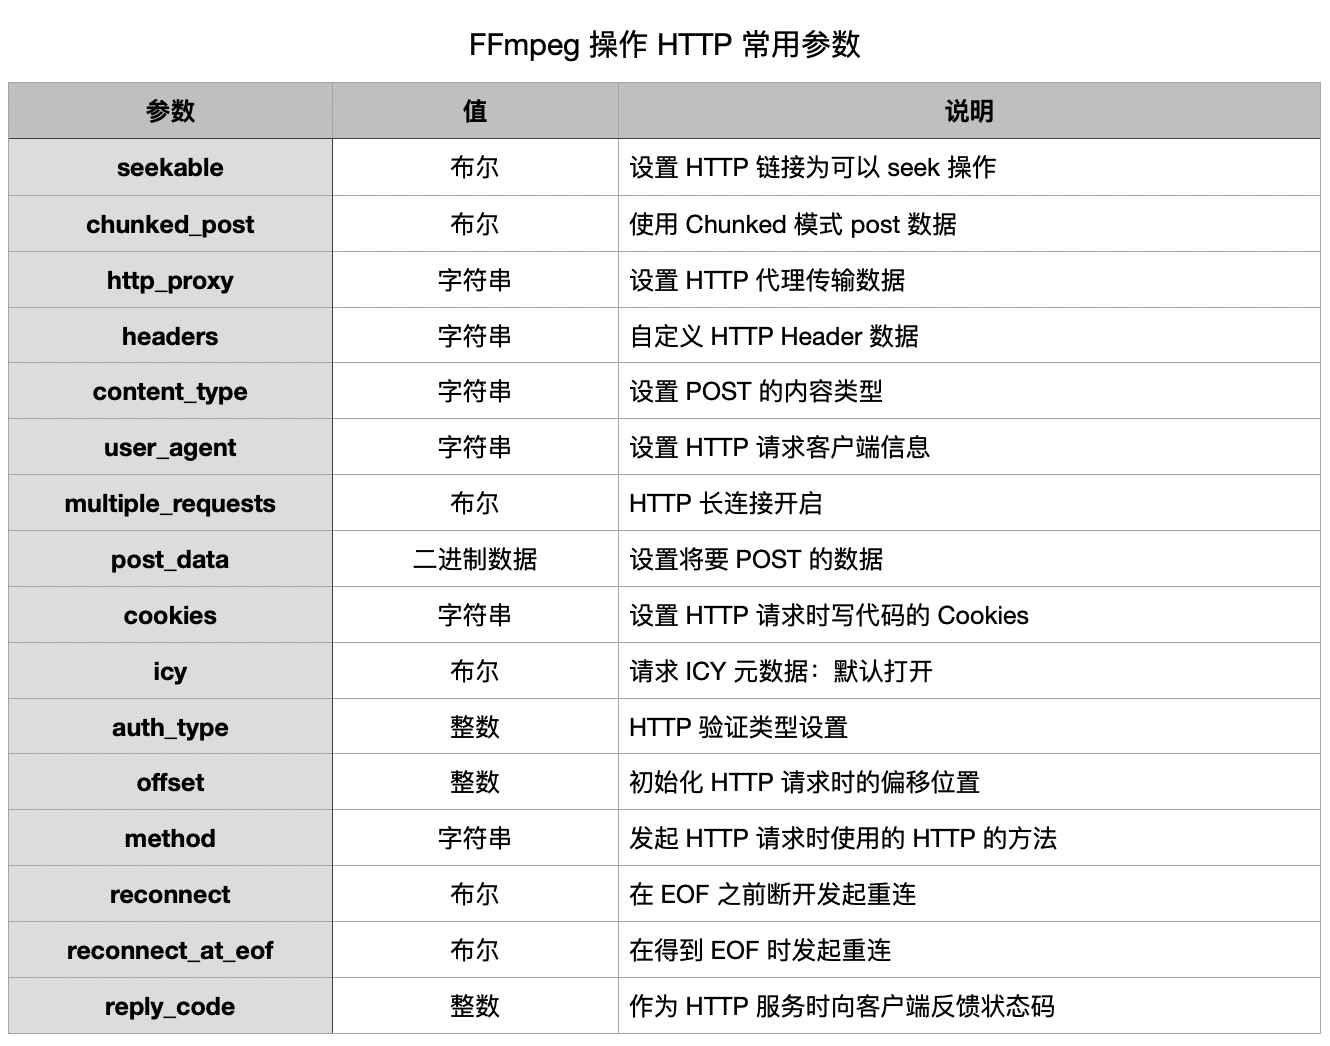 FFmpeg 操作 HTTP 常用参数
参数 值 说明
seekable 布尔 设置 HTTP 链接为可以 seek 操作
chunked_post 布尔 使用 Chunked 模式 post 数据
http_proxy 字符串 设置 HTTP 代理传输数据
headers 字符串 自定义 HTTP Header 数据
content_type 字符串 设置 POST 的内容类型
user_agent 字符串 设置 HTTP 请求客户端信息
multiple_requests 布尔 HTTP 长连接开启
post_data 二进制数据 设置将要 POST 的数据
cookies 字符串 设置 HTTP 请求时写代码的 Cookies
icy 布尔 请求 ICY 元数据：默认打开
auth_type 整数 HTTP 验证类型设置
offset 整数 初始化 HTTP 请求时的偏移位置
method 字符串 发起 HTTP 请求时使用的 HTTP 的方法
reconnect 布尔 在 EOF 之前断开发起重连
reconnect_at_eof 布尔 在得到 EOF 时发起重连
reply_code 整数 作为 HTTP 服务时向客户端反馈状态码